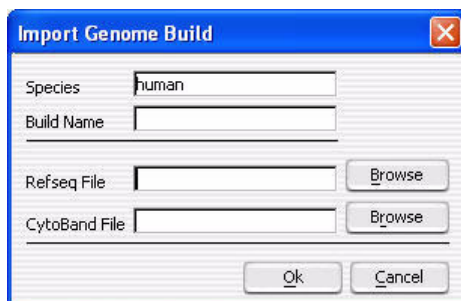 Import Genome Build
Species human
Build Name
Refseq File Browse
CytoBand File Browse
Ok Cancel